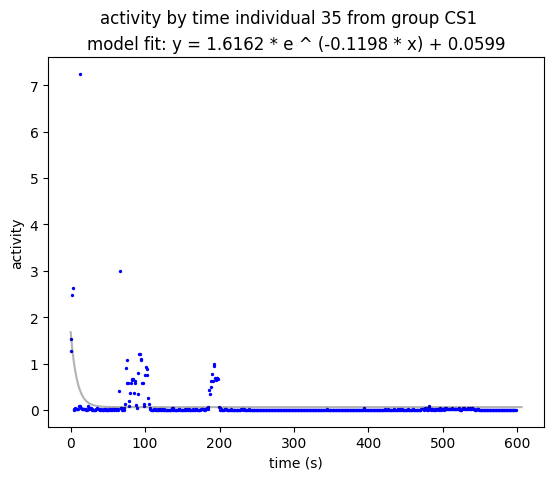 activity by time individual 35 from group CS1
model fit: y = 1.6162 * e ^ (-0.1198 * x) + 0.0599
7
6
5
4
3
2
1
0
activity
0 100 200 300 400 500 600
time (s)